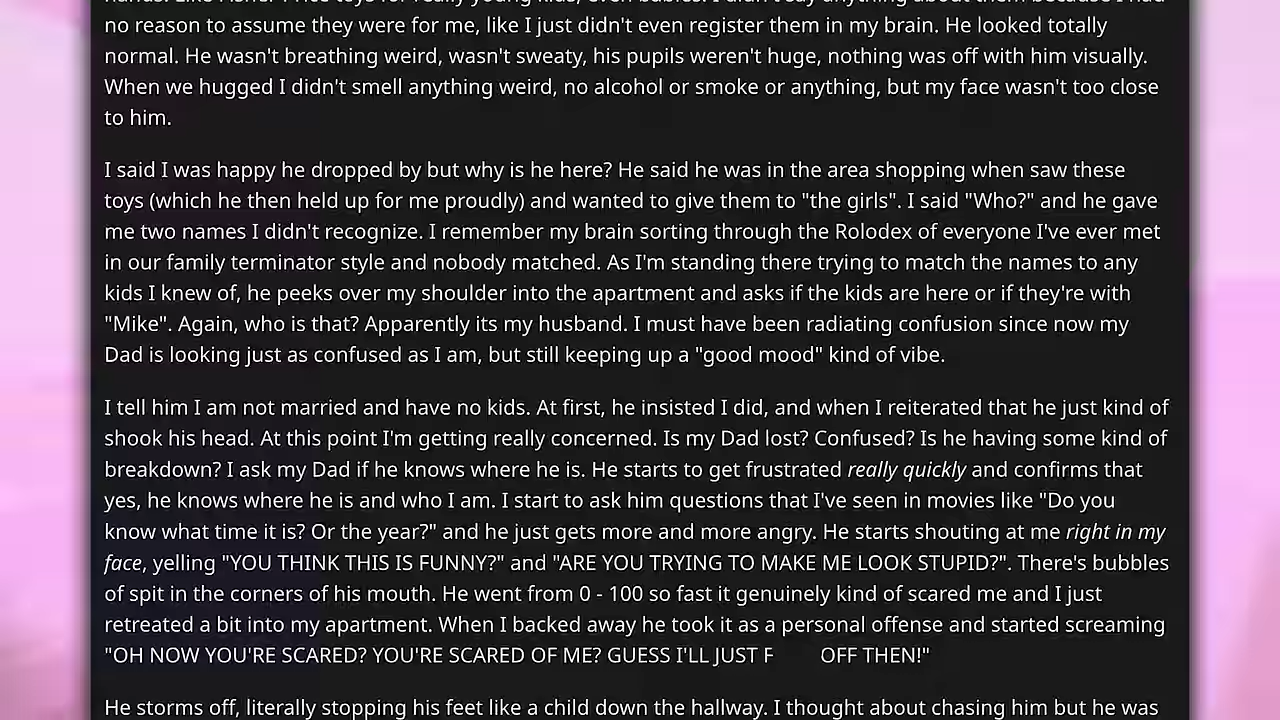 no reason to assume they were for me, like I just didn't even register them in my brain. He looked totally
normal. He wasn't breathing weird, wasn't sweaty, his pupils weren't huge, nothing was off with him visually.
When we hugged I didn't smell anything weird, no alcohol or smoke or anything, but my face wasn't too close
to him.
I said I was happy he dropped by but why is he here? He said he was in the area shopping when saw these
toys (which he then held up for me proudly) and wanted to give them to "the girls". I said "Who?" and he gave
me two names I didn't recognize. I remember my brain sorting through the Rolodex of everyone I've ever met
in our family terminator style and nobody matched. As I'm standing there trying to match the names to any
kids I knew of, he peeks over my shoulder into the apartment and asks if the kids are here or if they're with
"Mike". Again, who is that? Apparently its my husband. I must have been radiating confusion since now my
Dad is looking just as confused as I am, but still keeping up a "good mood" kind of vibe.
I tell him I am not married and have no kids. At first, he insisted I did, and when I reiterated that he just kind of
shook his head. At this point I'm getting really concerned. Is my Dad lost? Confused? Is he having some kind of
breakdown? I ask my Dad if he knows where he is. He starts to get frustrated really quickly and confirms that
yes, he knows where he is and who I am. I start to ask him questions that I've seen in movies like "Do you
know what time it is? Or the year?" and he just gets more and more angry. He starts shouting at me right in my
face, yelling "YOU THINK THIS IS FUNNY?" and "ARE YOU TRYING TO MAKE ME LOOK STUPID?". There's bubbles
of spit in the corners of his mouth. He went from 0 - 100 so fast it genuinely kind of scared me and I just
retreated a bit into my apartment. When I backed away he took it as a personal offense and started screaming
"OH NOW YOU'RE SCARED? YOU'RE SCARED OF ME? GUESS I'LL JUST F OFF THEN!"
He storms off, literally stopping his feet like a child down the hallway. I thought about chasing him but he was